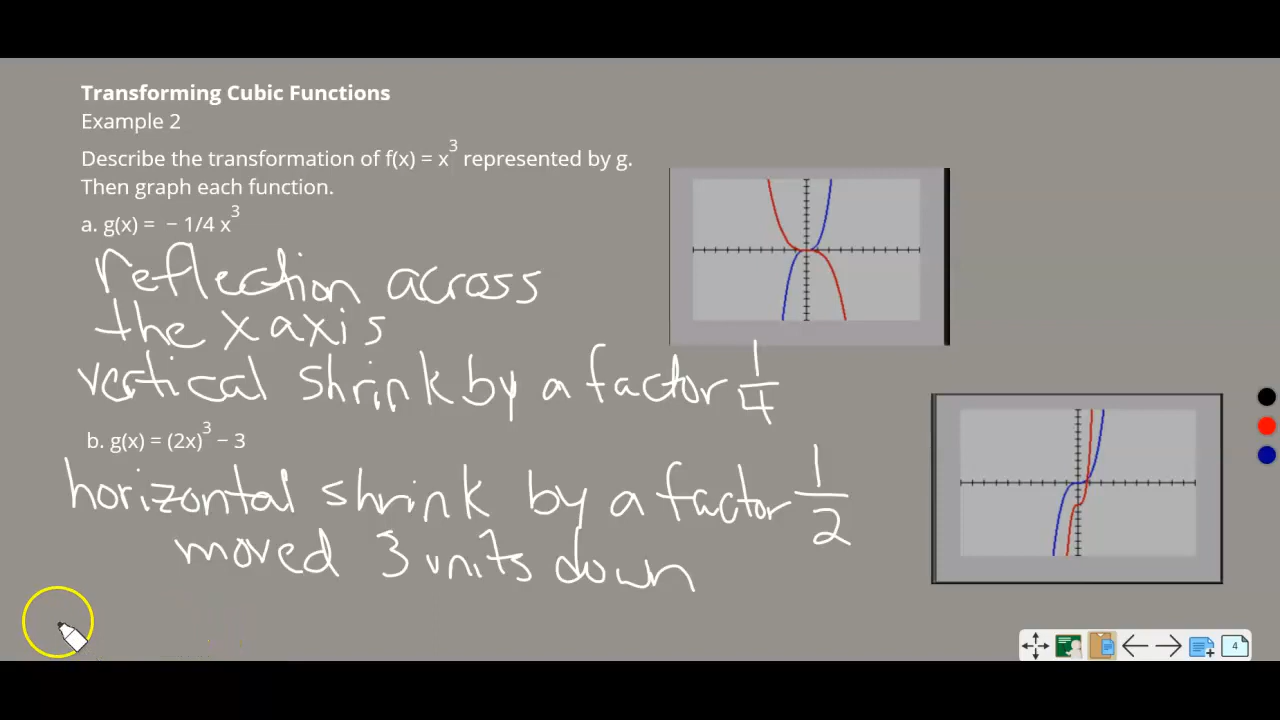 Transforming Cubic Functions
Example 2
Describe the transformation of f(x) = x³ represented by g.
Then graph each function.
a. g(x) = − 1/4 x³
reflection across
the x axis
vertical shrink by a factor 1/4
b. g(x) = (2x)³ − 3
horizontal shrink by a factor 1/2
moved 3 units down
4